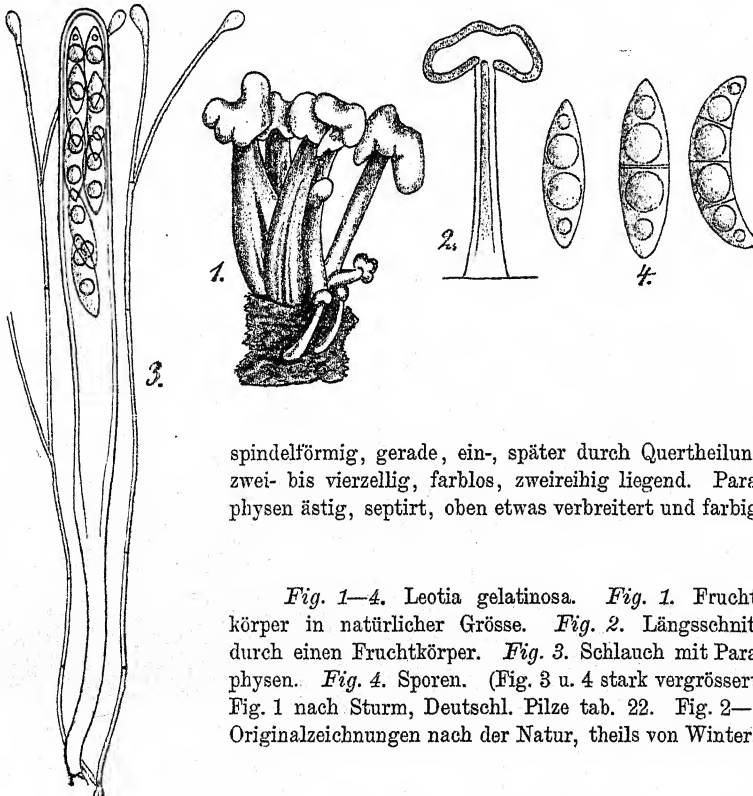 1.
2.
4.
3.
spindelförmig, gerade, ein-, später durch Quertheilun
zwei- bis vierzellig, farblos, zweireihig liegend. Para
physen ästig, septirt, oben etwas verbreitert und farbig
Fig. 1—4. Leotia gelatinosa. Fig. 1. Frucht
körper in natürlicher Grösse. Fig. 2. Längsschnit
durch einen Fruchtkörper. Fig. 3. Schlauch mit Para
physen. Fig. 4. Sporen. (Fig. 3 u. 4 stark vergrösser
Fig. 1 nach Sturm, Deutschl. Pilze tab. 22. Fig. 2—
Originalzeichnungen nach der Natur, theils von Winter